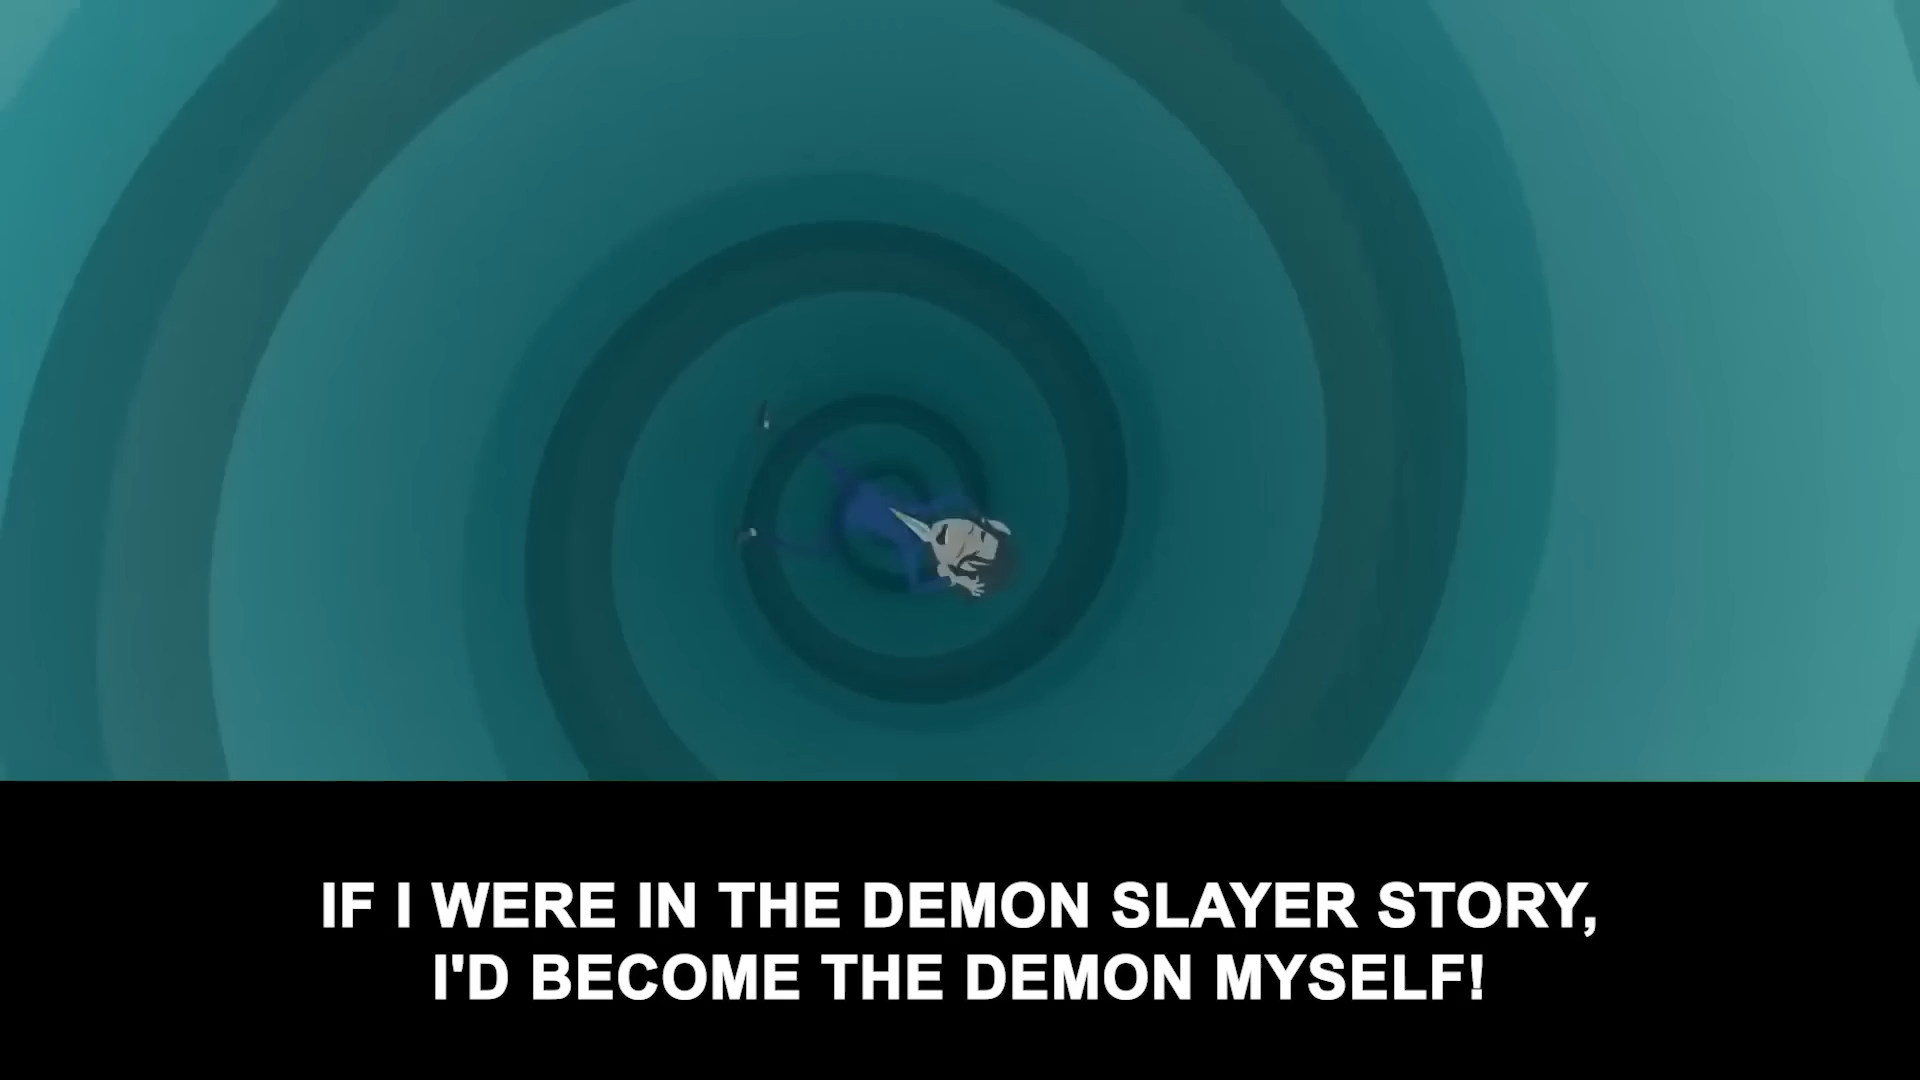 IF I WERE IN THE DEMON SLAYER STORY,
I'D BECOME THE DEMON MYSELF!